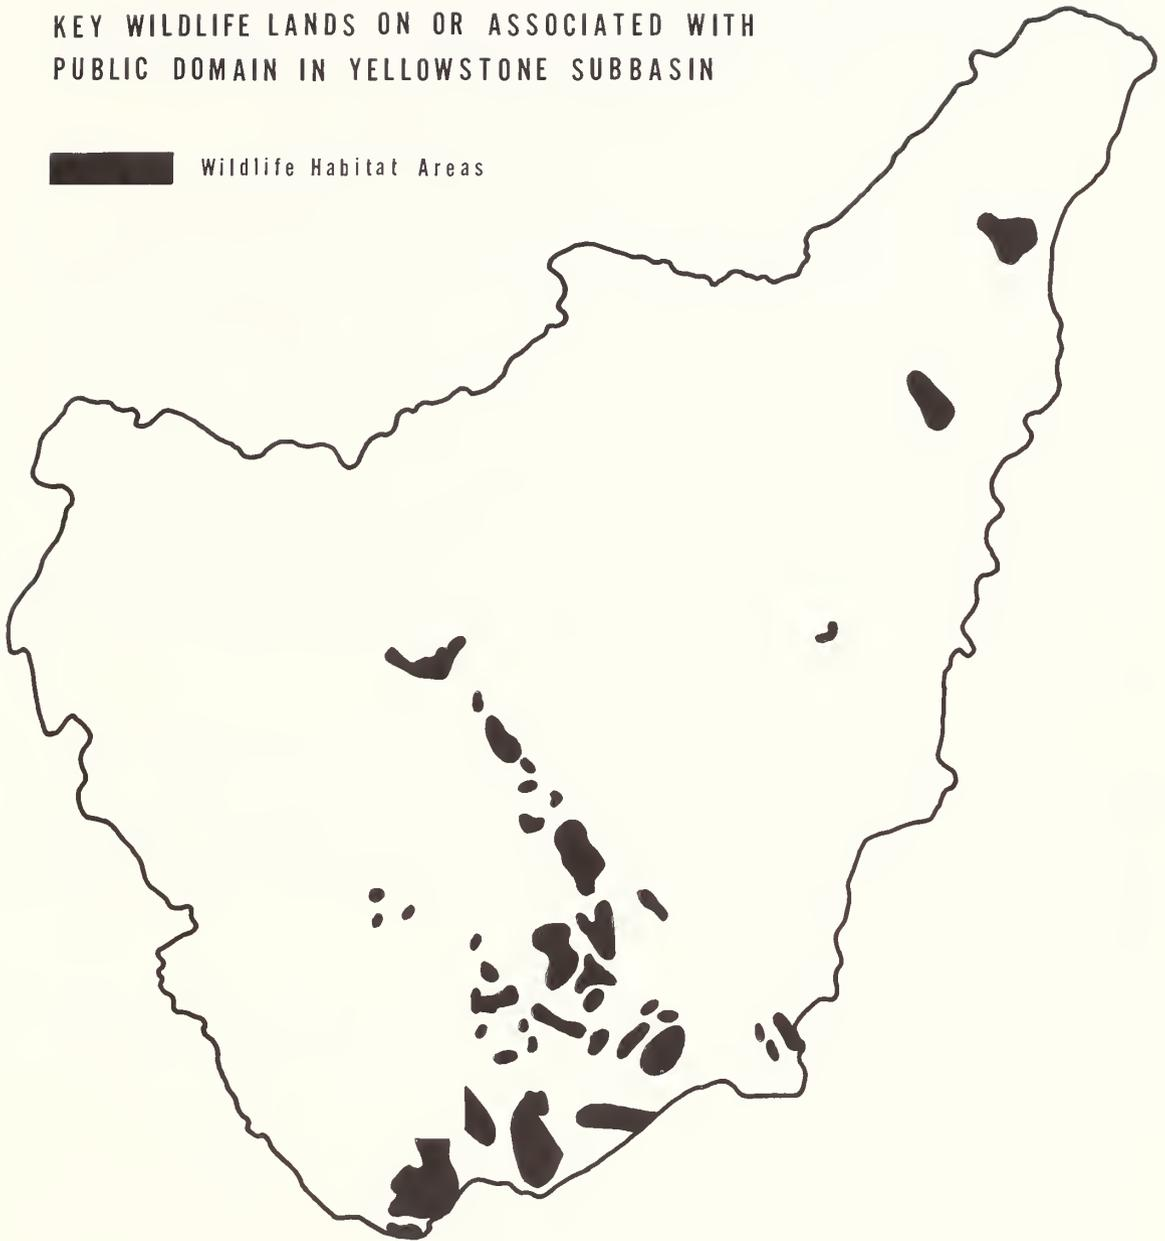 KEY WILDLIFE LANDS ON OR ASSOCIATED WITH
PUBLIC DOMAIN IN YELLOWSTONE SUBBASIN
Wildlife Habitat Areas